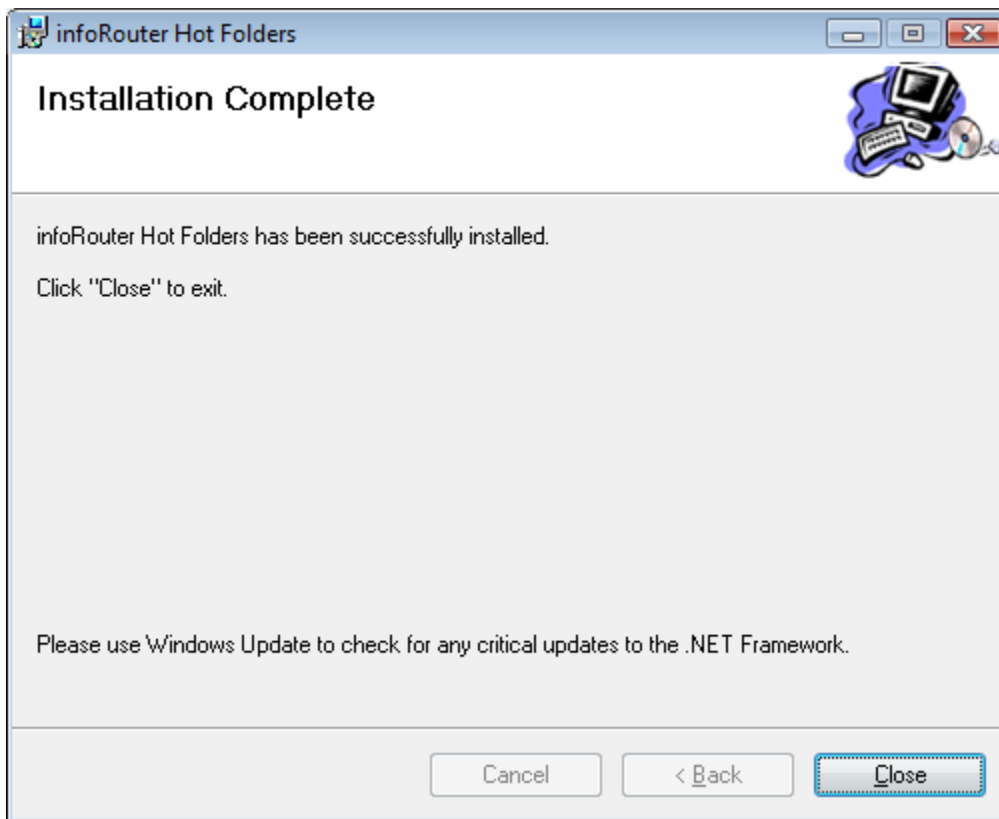 infoRouter Hot Folders
Installation Complete
infoRouter Hot Folders has been successfully installed.
Click "Close" to exit.
Please use Windows Update to check for any critical updates to the .NET Framework.
Cancel
< Back
Close